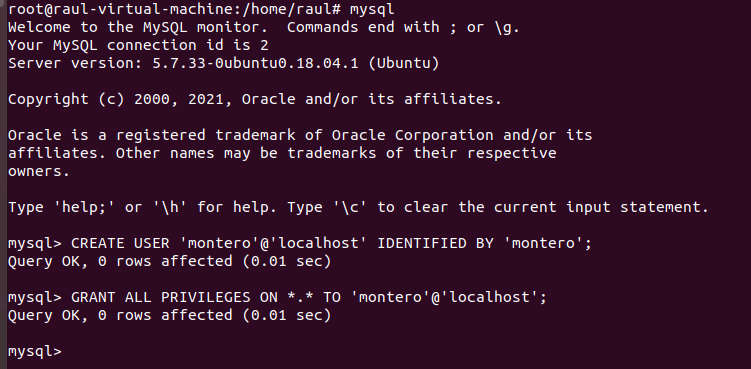 root@raul-virtual-machine:/home/raul# mysql
Welcome to the MySQL monitor.  Commands end with ; or \g.
Your MySQL connection id is 2
Server version: 5.7.33-0ubuntu0.18.04.1 (Ubuntu)
Copyright (c) 2000, 2021, Oracle and/or its affiliates.
Oracle is a registered trademark of Oracle Corporation and/or its
affiliates. Other names may be trademarks of their respective
owners.
Type 'help;' or '\h' for help. Type '\c' to clear the current input statement.
mysql> CREATE USER 'montero'@'localhost' IDENTIFIED BY 'montero';
Query OK, 0 rows affected (0.01 sec)
mysql> GRANT ALL PRIVILEGES ON *.* TO 'montero'@'localhost';
Query OK, 0 rows affected (0.01 sec)
mysql>